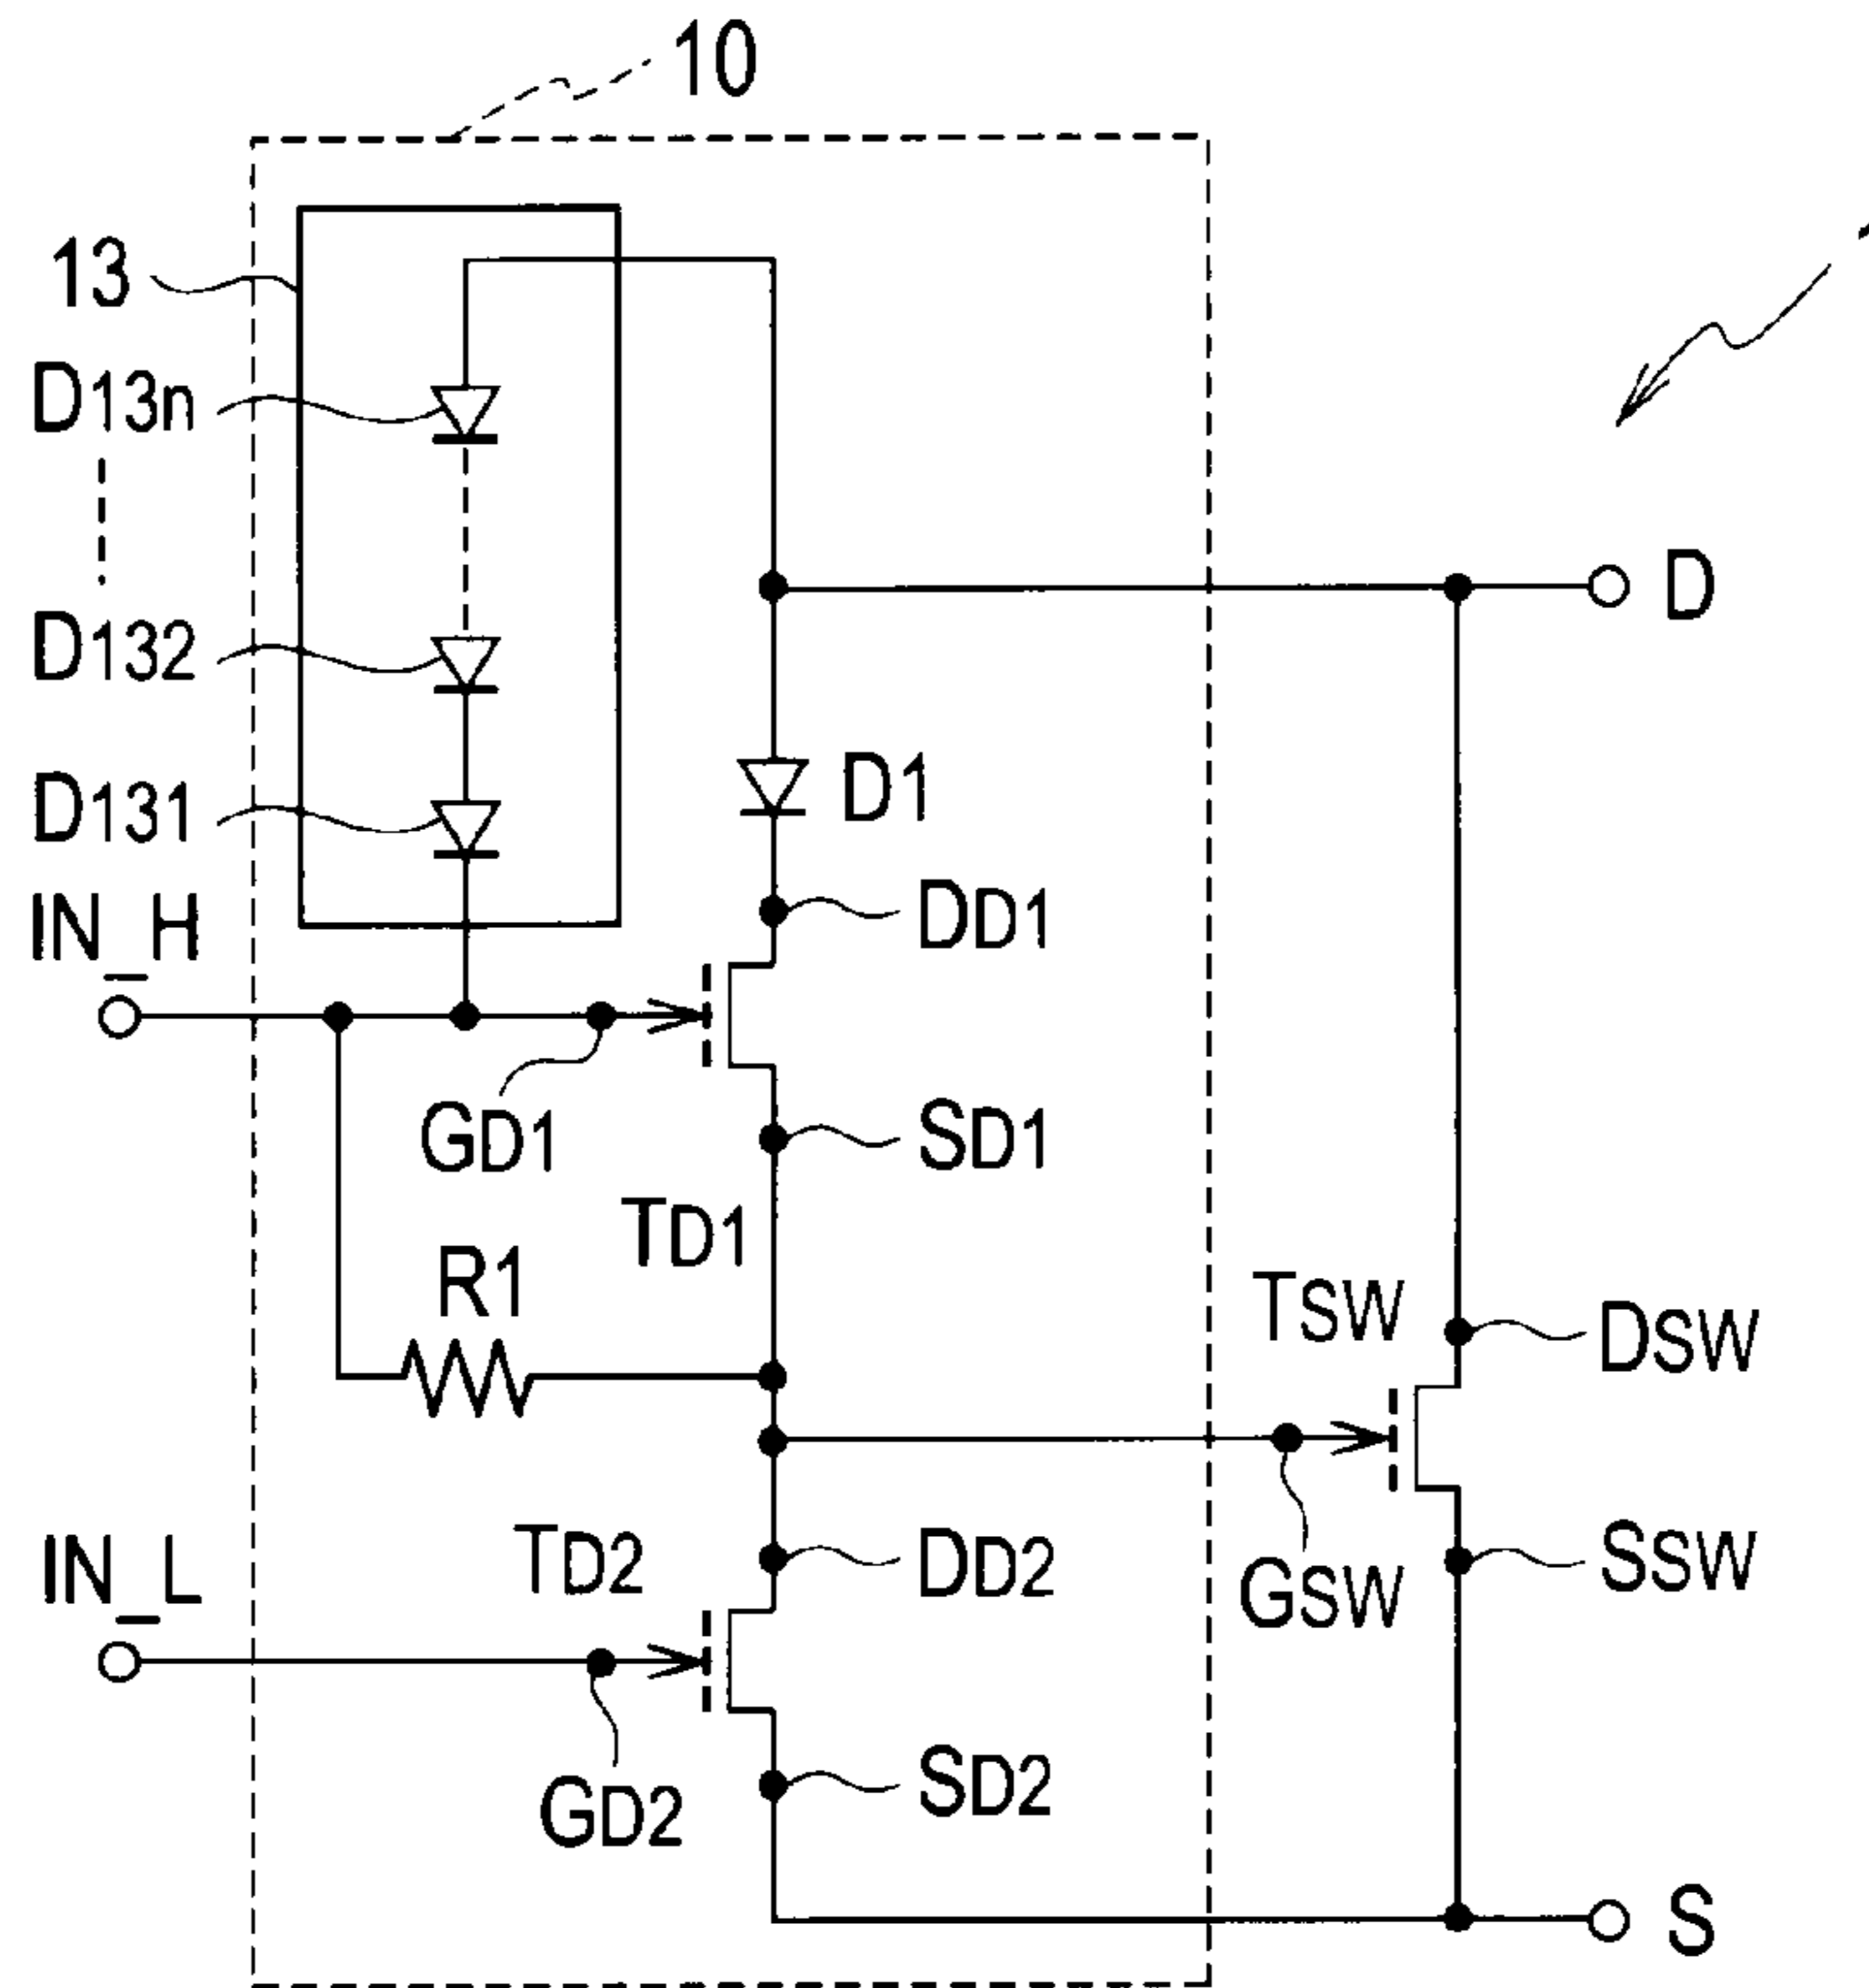 10
13
D13n
D132
D131
D
D1
IN_H
DD1
GD1
SD1
TD1
R1
TSW
DSW
IN_L
TD2
DD2
GSW
SSW
GD2
SD2
S